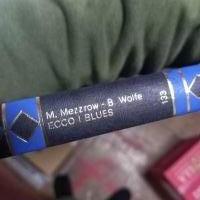 M. Mezzrow - B. Wolfe
ECCO I BLUES
133